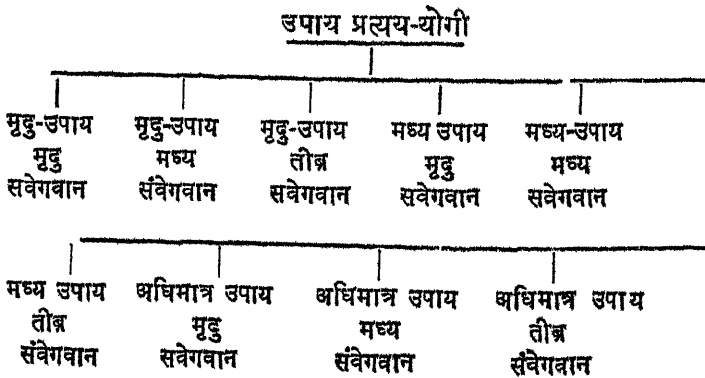 उपाय प्रत्यय-योगी
मृदु-उपाय मृदु-उपाय मृदु-उपाय मध्य उपाय मध्य-उपाय
मृदु मध्य तीव्र मृदु मध्य
सवेगवान संवेगवान सवेगवान सवेगवान सवेगवान
मध्य उपाय अधिमात्र उपाय अधिमात्र उपाय अधिमात्र उपाय
तीव्र मृदु मध्य तीव्र
संवेगवान सवेगवान संवेगवान संवेगवान